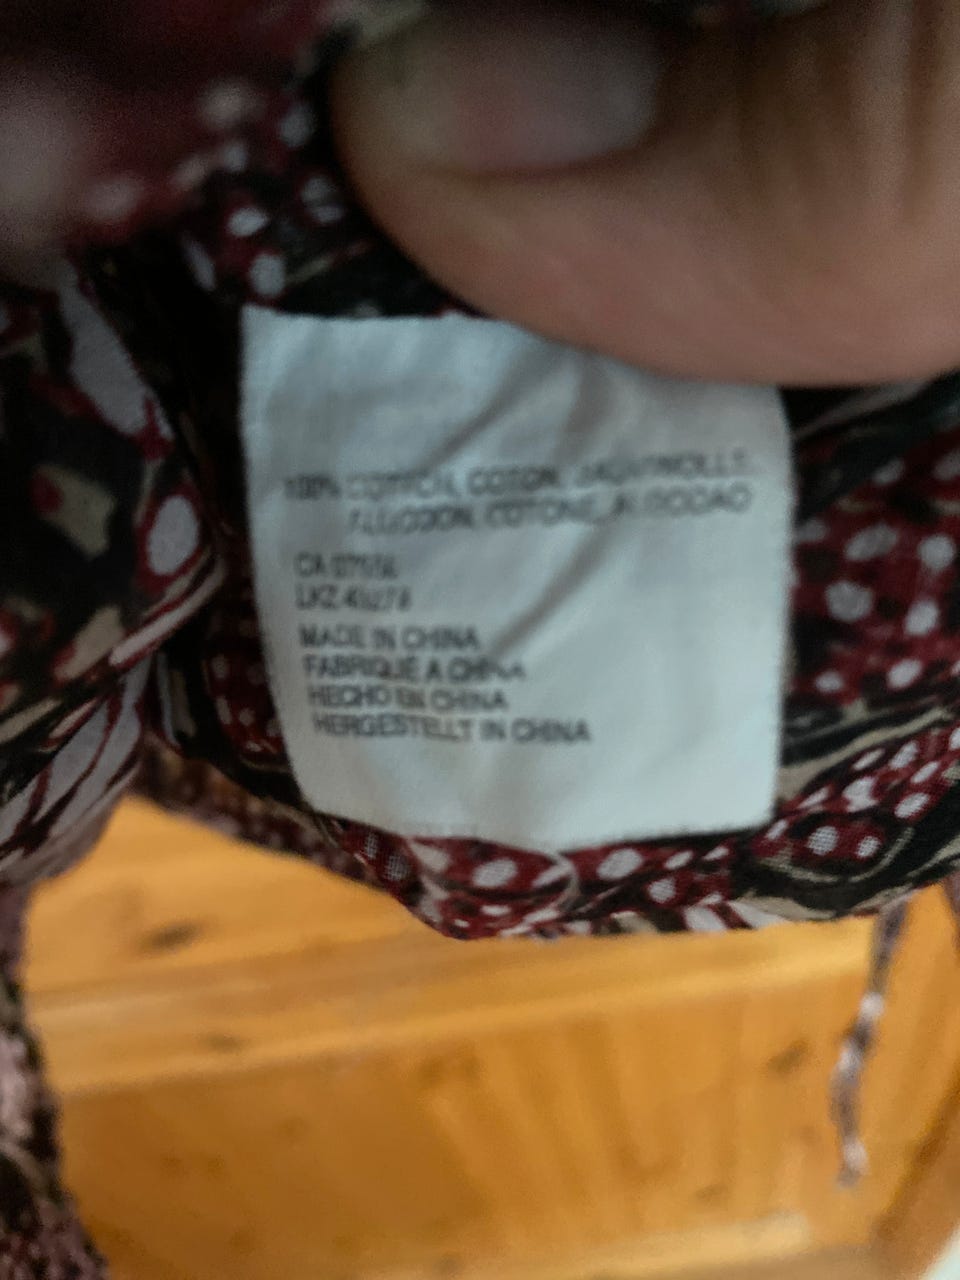 100% COTTON, COTON, BAUMWOLLE,
ALGODON, COTONE, ALGODAO
MADE IN CHINA
FABRIQUÉ A CHINA
HECHO EN CHINA
HERGESTELLT IN CHINA